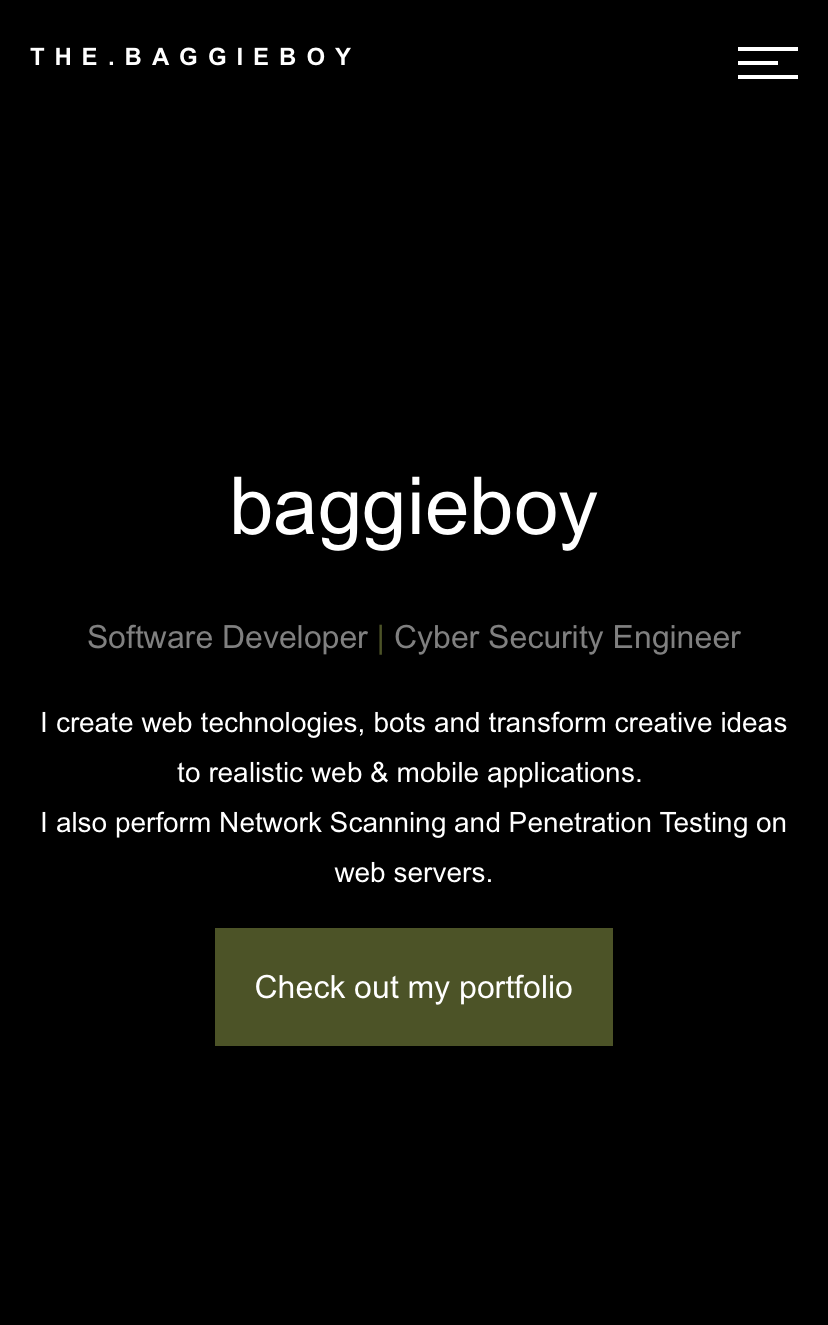 THE.BAGGIEBOY
baggieboy
Software Developer | Cyber Security Engineer
I create web technologies, bots and transform creative ideas
to realistic web & mobile applications.
I also perform Network Scanning and Penetration Testing on
web servers.
Check out my portfolio